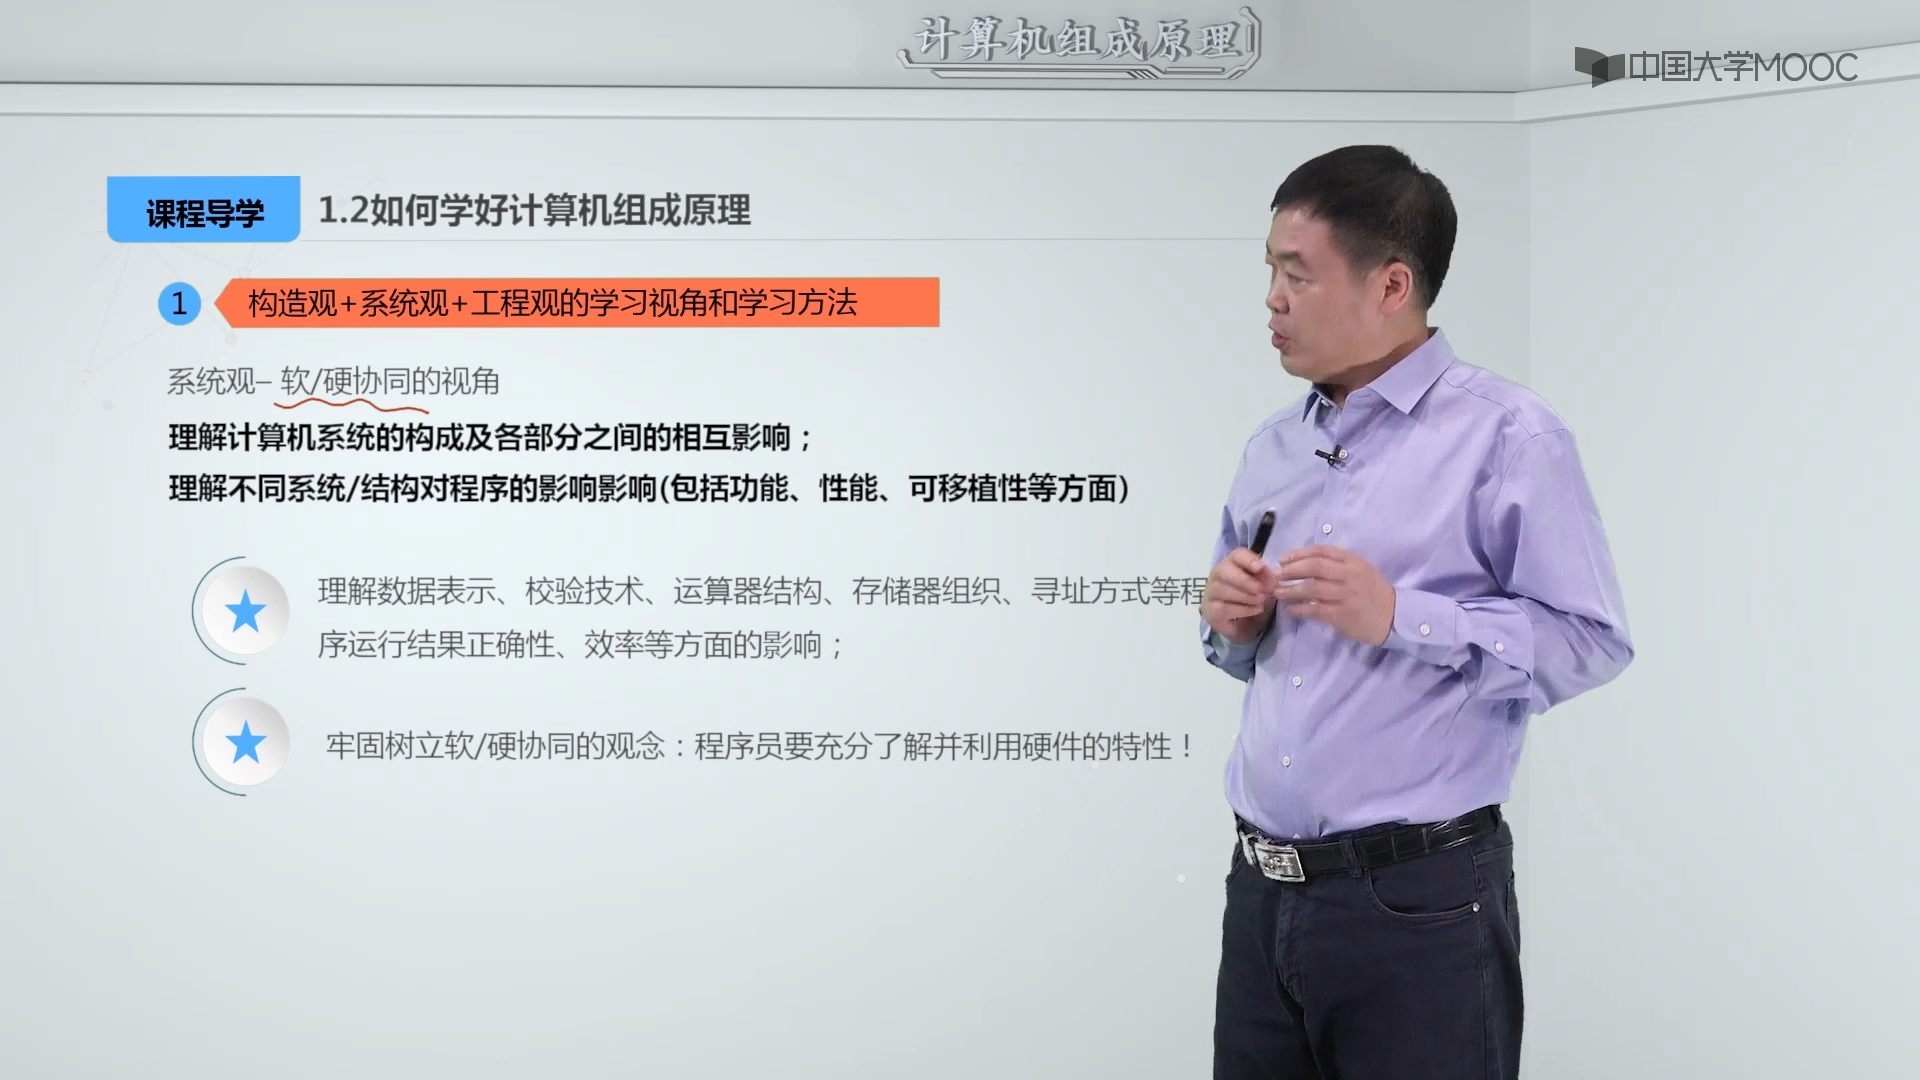 计算机组成原理
中国大学MOOC
课程导学
1.2如何学好计算机组成原理
1
构造观+系统观+工程观的学习视角和学习方法
系统观– 软/硬协同的视角
理解计算机系统的构成及各部分之间的相互影响；
理解不同系统/结构对程序的影响影响(包括功能、性能、可移植性等方面)
理解数据表示、校验技术、运算器结构、存储器组织、寻址方式等程
序运行结果正确性、效率等方面的影响；
牢固树立软/硬协同的观念：程序员要充分了解并利用硬件的特性！